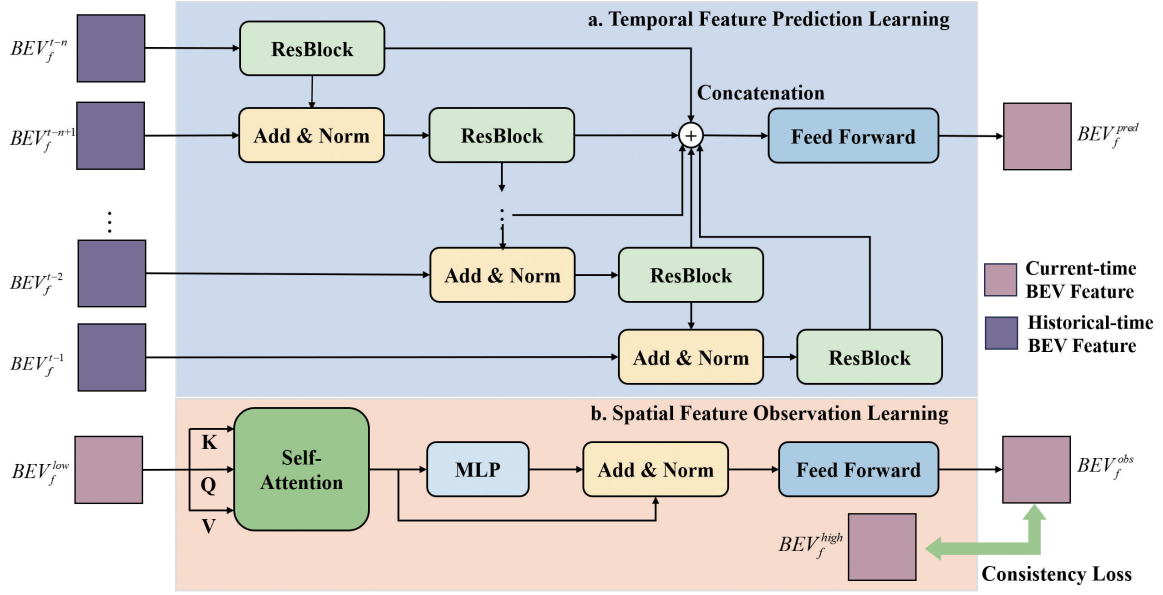 a. Temporal Feature Prediction Learning
BEV_f^{t-n}
ResBlock
Concatenation
BEV_f^{t-n+1}
Add & Norm
ResBlock
+
Feed Forward
BEV_f^{pred}
⋮
⋮
BEV_f^{t-2}
Add & Norm
ResBlock
Current-time
BEV Feature
Historical-time
BEV Feature
BEV_f^{t-1}
Add & Norm
ResBlock
b. Spatial Feature Observation Learning
BEV_f^{low}
K
Q
V
Self-
Attention
MLP
Add & Norm
Feed Forward
BEV_f^{obs}
BEV_f^{high}
Consistency Loss